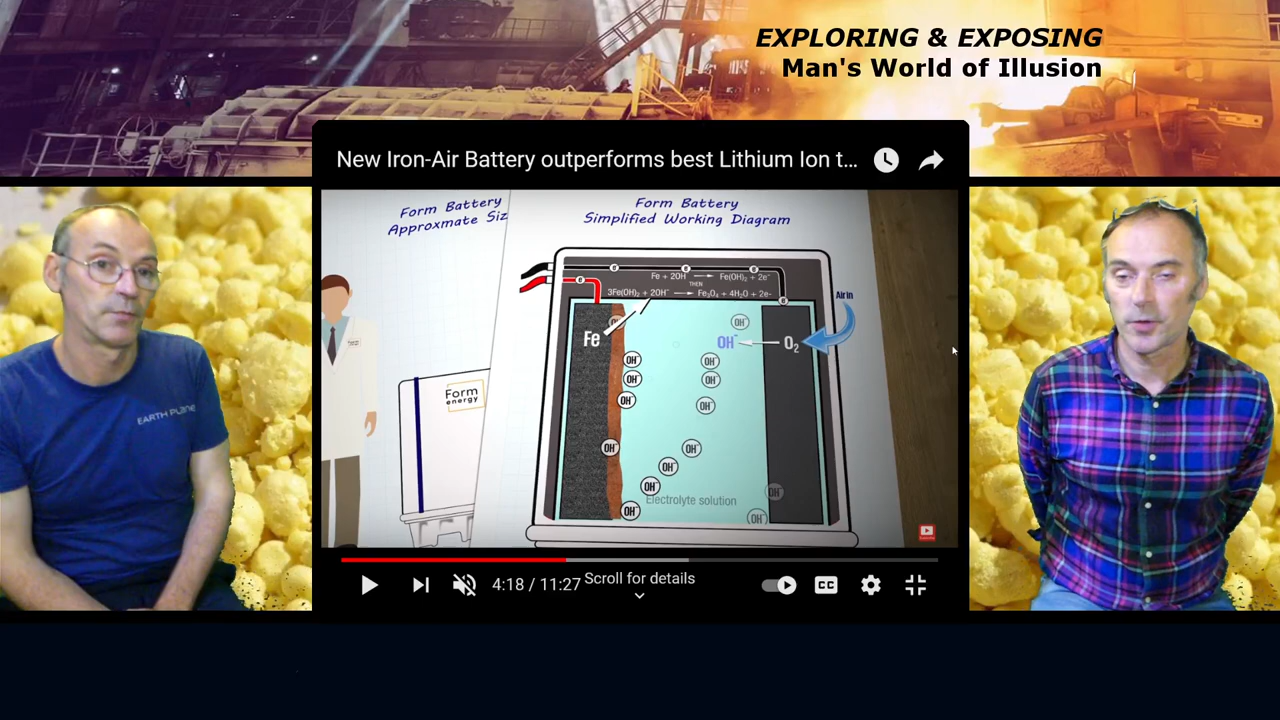 EXPLORING & EXPOSING
Man's World of Illusion
New Iron-Air Battery outperforms best Lithium Ion t...
Form Battery
Approxmate Siz
Form Battery
Simplified Working Diagram
Fe + 2OH⁻ → Fe(OH)₂ + 2e⁻
THEN
3Fe(OH)₂ + 2OH⁻ → Fe₃O₄ + 4H₂O + 2e-
Air in
Fe
OH⁻
O₂
OH⁻
OH⁻
OH⁻
OH⁻
OH⁻
OH⁻
OH⁻
OH⁻
OH⁻
OH⁻
OH⁻
OH⁻
OH⁻
OH⁻
Electrolyte solution
Form
energy
EARTH PLANE
4:18 / 11:27
Scroll for details
CC